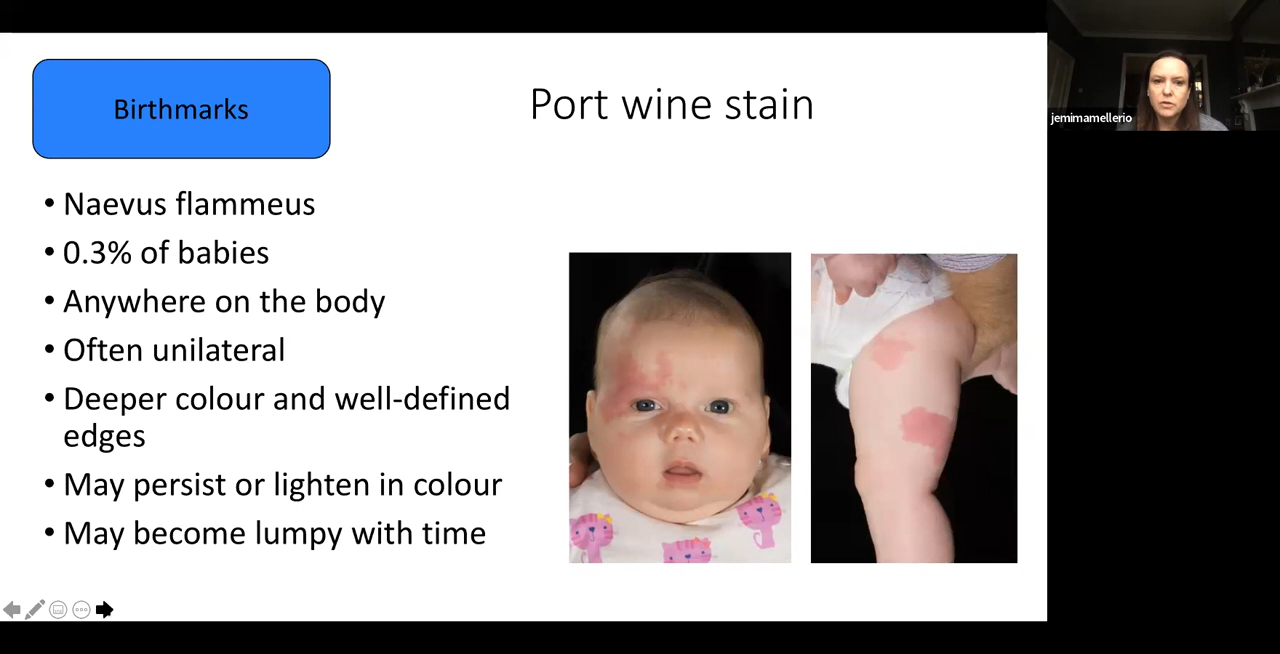 Birthmarks
Port wine stain
jemimamellerio
• Naevus flammeus
• 0.3% of babies
• Anywhere on the body
• Often unilateral
• Deeper colour and well-defined
edges
• May persist or lighten in colour
• May become lumpy with time